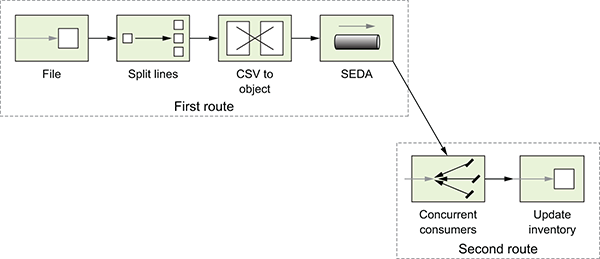 File
Split lines
CSV to
object
SEDA
First route
Concurrent
consumers
Update
inventory
Second route